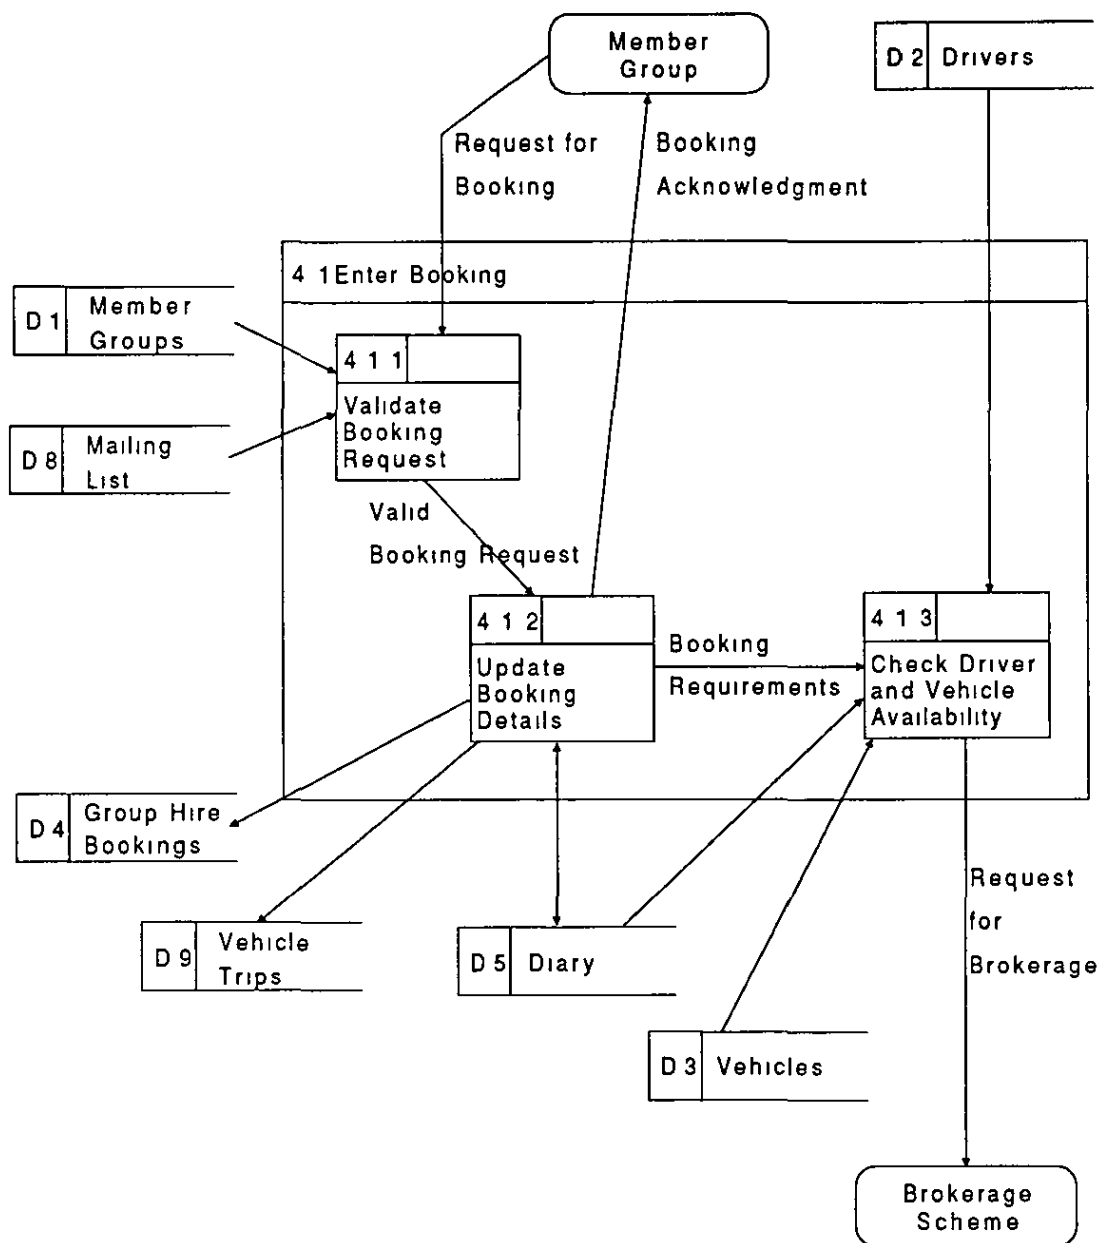 Member
Group
D 2 Drivers
Request for
Booking
Booking
Acknowledgment
4 1 Enter Booking
D 1 Member
Groups
4 1 1
Validate
Booking
Request
D 8 Mailing
List
Valid
Booking Request
4 1 2
Update
Booking
Details
Booking
Requirements
4 1 3
Check Driver
and Vehicle
Availability
D 4 Group Hire
Bookings
D 9 Vehicle
Trips
D 5 Diary
Request
for
Brokerage
D 3 Vehicles
Brokerage
Scheme